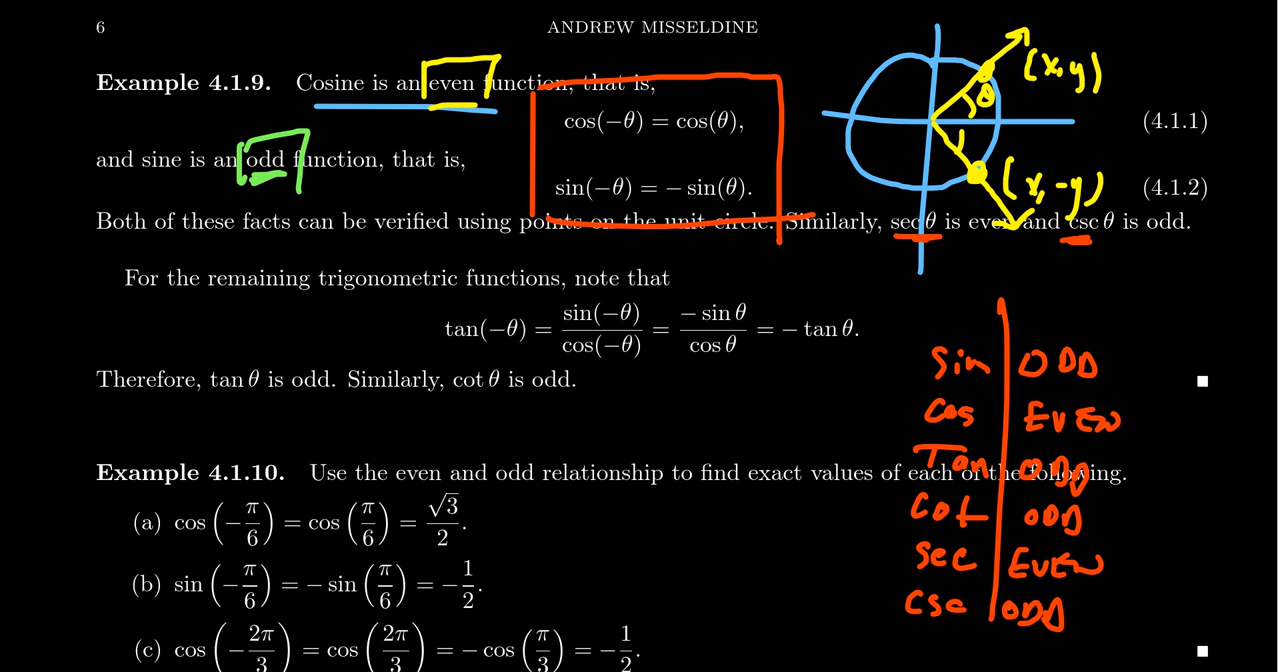 6
ANDREW MISSELDINE
Example 4.1.9. Cosine is an even function, that is,
(x,y)
θ
cos(−θ) = cos(θ), (4.1.1)
and sine is an odd function, that is,
sin(−θ) = − sin(θ). (4.1.2)
(x,-y)
Both of these facts can be verified using points on the unit circle. Similarly, sec θ is even and csc θ is odd.
For the remaining trigonometric functions, note that
tan(−θ) = sin(−θ)/cos(−θ) = − sin θ/cos θ = − tan θ.
Therefore, tan θ is odd. Similarly, cot θ is odd. ■
Sin ODD
Cos EVEN
Tan ODD
Cot ODD
Sec EVEN
Csc ODD
Example 4.1.10. Use the even and odd relationship to find exact values of each of the following.
(a) cos(−π/6) = cos(π/6) = √3/2.
(b) sin(−π/6) = − sin(π/6) = −1/2.
(c) cos(−2π/3) = cos(2π/3) = − cos(π/3) = −1/2. ■